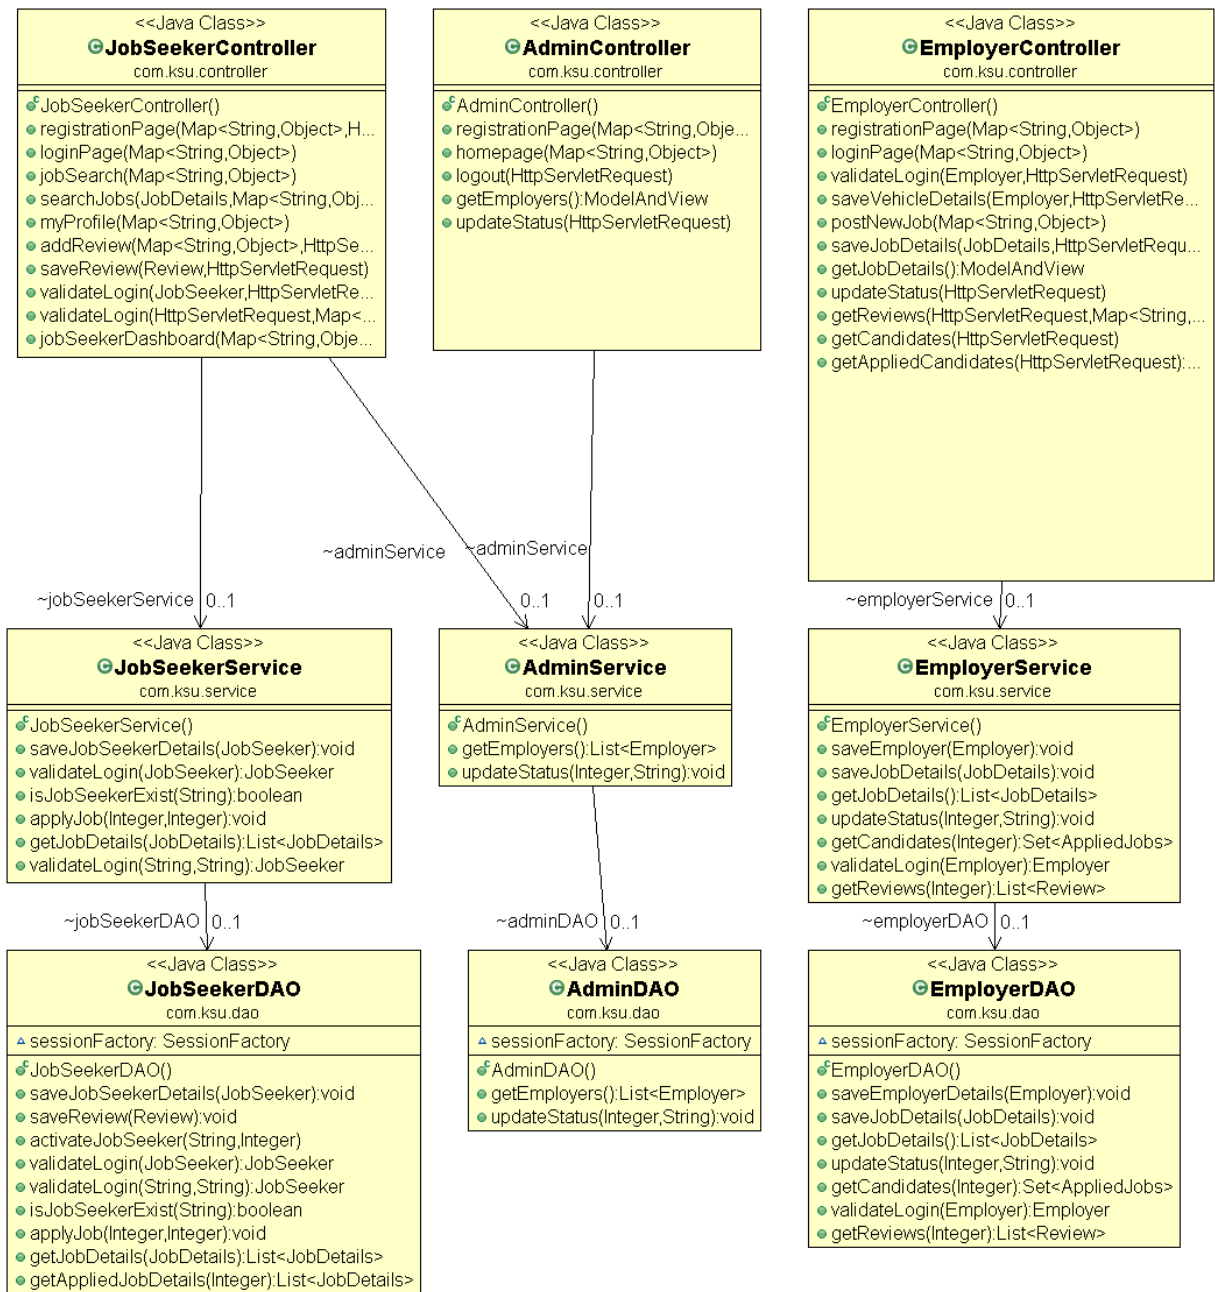 <<Java Class>>
JobSeekerController
com.ksu.controller
JobSeekerController()
registrationPage(Map<String,Object>,H...
loginPage(Map<String,Object>)
jobSearch(Map<String,Object>)
searchJobs(JobDetails,Map<String,Obj...
myProfile(Map<String,Object>)
addReview(Map<String,Object>,HttpSe...
saveReview(Review,HttpServletRequest)
validateLogin(JobSeeker,HttpServletRe...
validateLogin(HttpServletRequest,Map<...
jobSeekerDashboard(Map<String,Obje...
<<Java Class>>
AdminController
com.ksu.controller
AdminController()
registrationPage(Map<String,Obje...
homepage(Map<String,Object>)
logout(HttpServletRequest)
getEmployers():ModelAndView
updateStatus(HttpServletRequest)
<<Java Class>>
EmployerController
com.ksu.controller
EmployerController()
registrationPage(Map<String,Object>)
loginPage(Map<String,Object>)
validateLogin(Employer,HttpServletRequest)
saveVehicleDetails(Employer,HttpServletRe...
postNewJob(Map<String,Object>)
saveJobDetails(JobDetails,HttpServletRequ...
getJobDetails():ModelAndView
updateStatus(HttpServletRequest)
getReviews(HttpServletRequest,Map<String,...
getCandidates(HttpServletRequest)
getAppliedCandidates(HttpServletRequest):...
~adminService
~adminService
~jobSeekerService
0..1
0..1
0..1
~employerService
0..1
<<Java Class>>
JobSeekerService
com.ksu.service
JobSeekerService()
saveJobSeekerDetails(JobSeeker):void
validateLogin(JobSeeker):JobSeeker
isJobSeekerExist(String):boolean
applyJob(Integer,Integer):void
getJobDetails(JobDetails):List<JobDetails>
validateLogin(String,String):JobSeeker
<<Java Class>>
AdminService
com.ksu.service
AdminService()
getEmployers():List<Employer>
updateStatus(Integer,String):void
<<Java Class>>
EmployerService
com.ksu.service
EmployerService()
saveEmployer(Employer):void
saveJobDetails(JobDetails):void
getJobDetails():List<JobDetails>
updateStatus(Integer,String):void
getCandidates(Integer):Set<AppliedJobs>
validateLogin(Employer):Employer
getReviews(Integer):List<Review>
~jobSeekerDAO
0..1
~adminDAO
0..1
~employerDAO
0..1
<<Java Class>>
JobSeekerDAO
com.ksu.dao
sessionFactory: SessionFactory
JobSeekerDAO()
saveJobSeekerDetails(JobSeeker):void
saveReview(Review):void
activateJobSeeker(String,Integer)
validateLogin(JobSeeker):JobSeeker
validateLogin(String,String):JobSeeker
isJobSeekerExist(String):boolean
applyJob(Integer,Integer):void
getJobDetails(JobDetails):List<JobDetails>
getAppliedJobDetails(Integer):List<JobDetails>
<<Java Class>>
AdminDAO
com.ksu.dao
sessionFactory: SessionFactory
AdminDAO()
getEmployers():List<Employer>
updateStatus(Integer,String):void
<<Java Class>>
EmployerDAO
com.ksu.dao
sessionFactory: SessionFactory
EmployerDAO()
saveEmployerDetails(Employer):void
saveJobDetails(JobDetails):void
getJobDetails():List<JobDetails>
updateStatus(Integer,String):void
getCandidates(Integer):Set<AppliedJobs>
validateLogin(Employer):Employer
getReviews(Integer):List<Review>